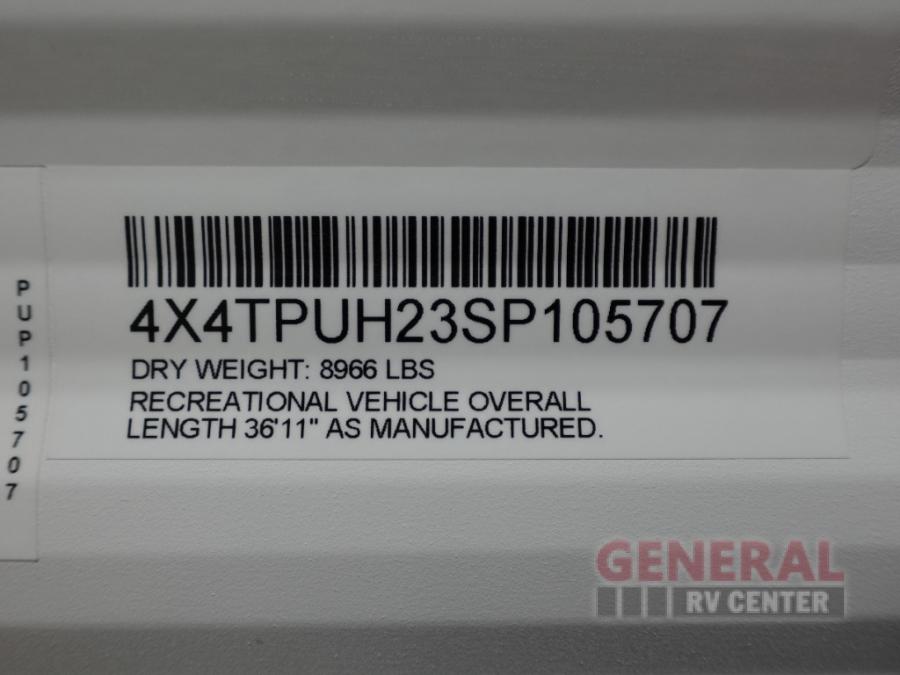 4X4TPUH23SP105707
DRY WEIGHT: 8966 LBS
RECREATIONAL VEHICLE OVERALL
LENGTH 36'11" AS MANUFACTURED.
PUP105707
GENERAL
RV CENTER